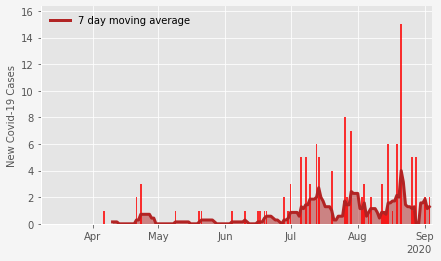 7 day moving average
New Covid-19 Cases
16
14
12
10
8
6
4
2
0
Apr
May
Jun
Jul
Aug
Sep
2020